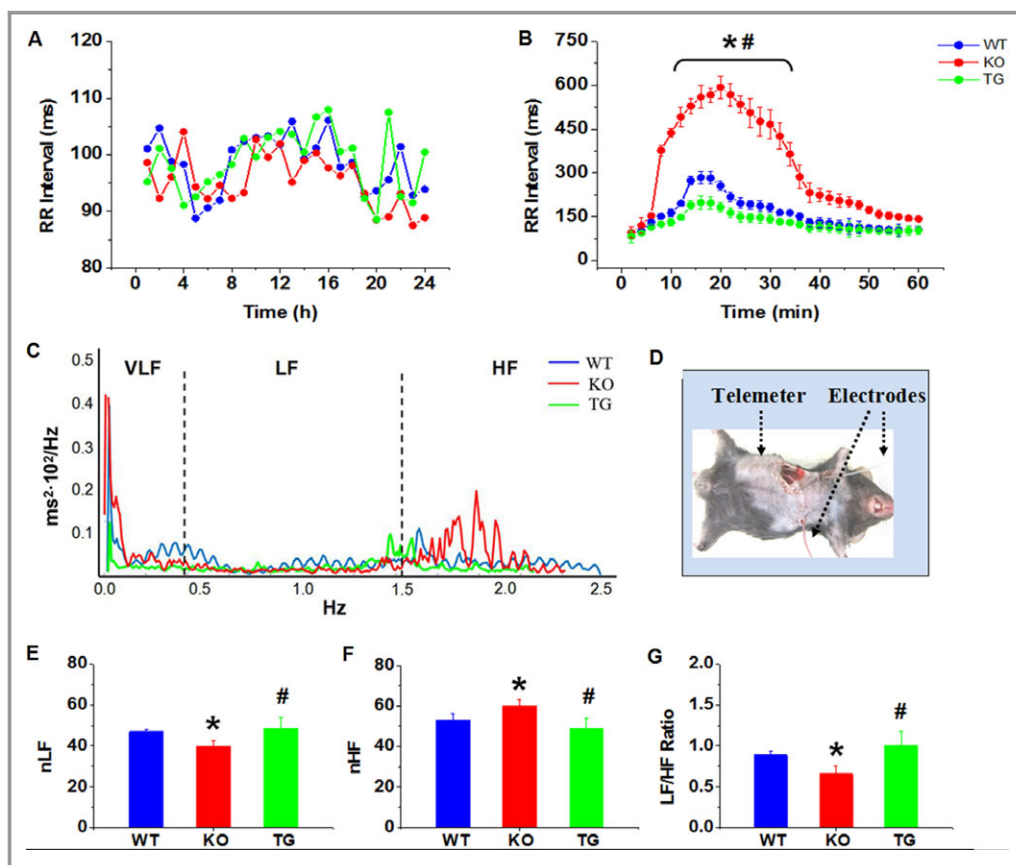 A
RR Interval (ms)
120
110
100
90
80
0 4 8 12 16 20 24
Time (h)
B
RR Interval (ms)
750
600
450
300
150
0
* #
0 10 20 30 40 50 60
Time (min)
WT
KO
TG
C
ms²·10²/Hz
0.5
0.4
0.3
0.2
0.1
VLF LF HF
WT
KO
TG
0.0 0.5 1.0 1.5 2.0 2.5
Hz
D
Telemeter Electrodes
E
nLF
80
60
40
20
0
* #
WT KO TG
F
nHF
80
60
40
20
0
* #
WT KO TG
G
LF/HF Ratio
2.0
1.5
1.0
0.5
0.0
* #
WT KO TG